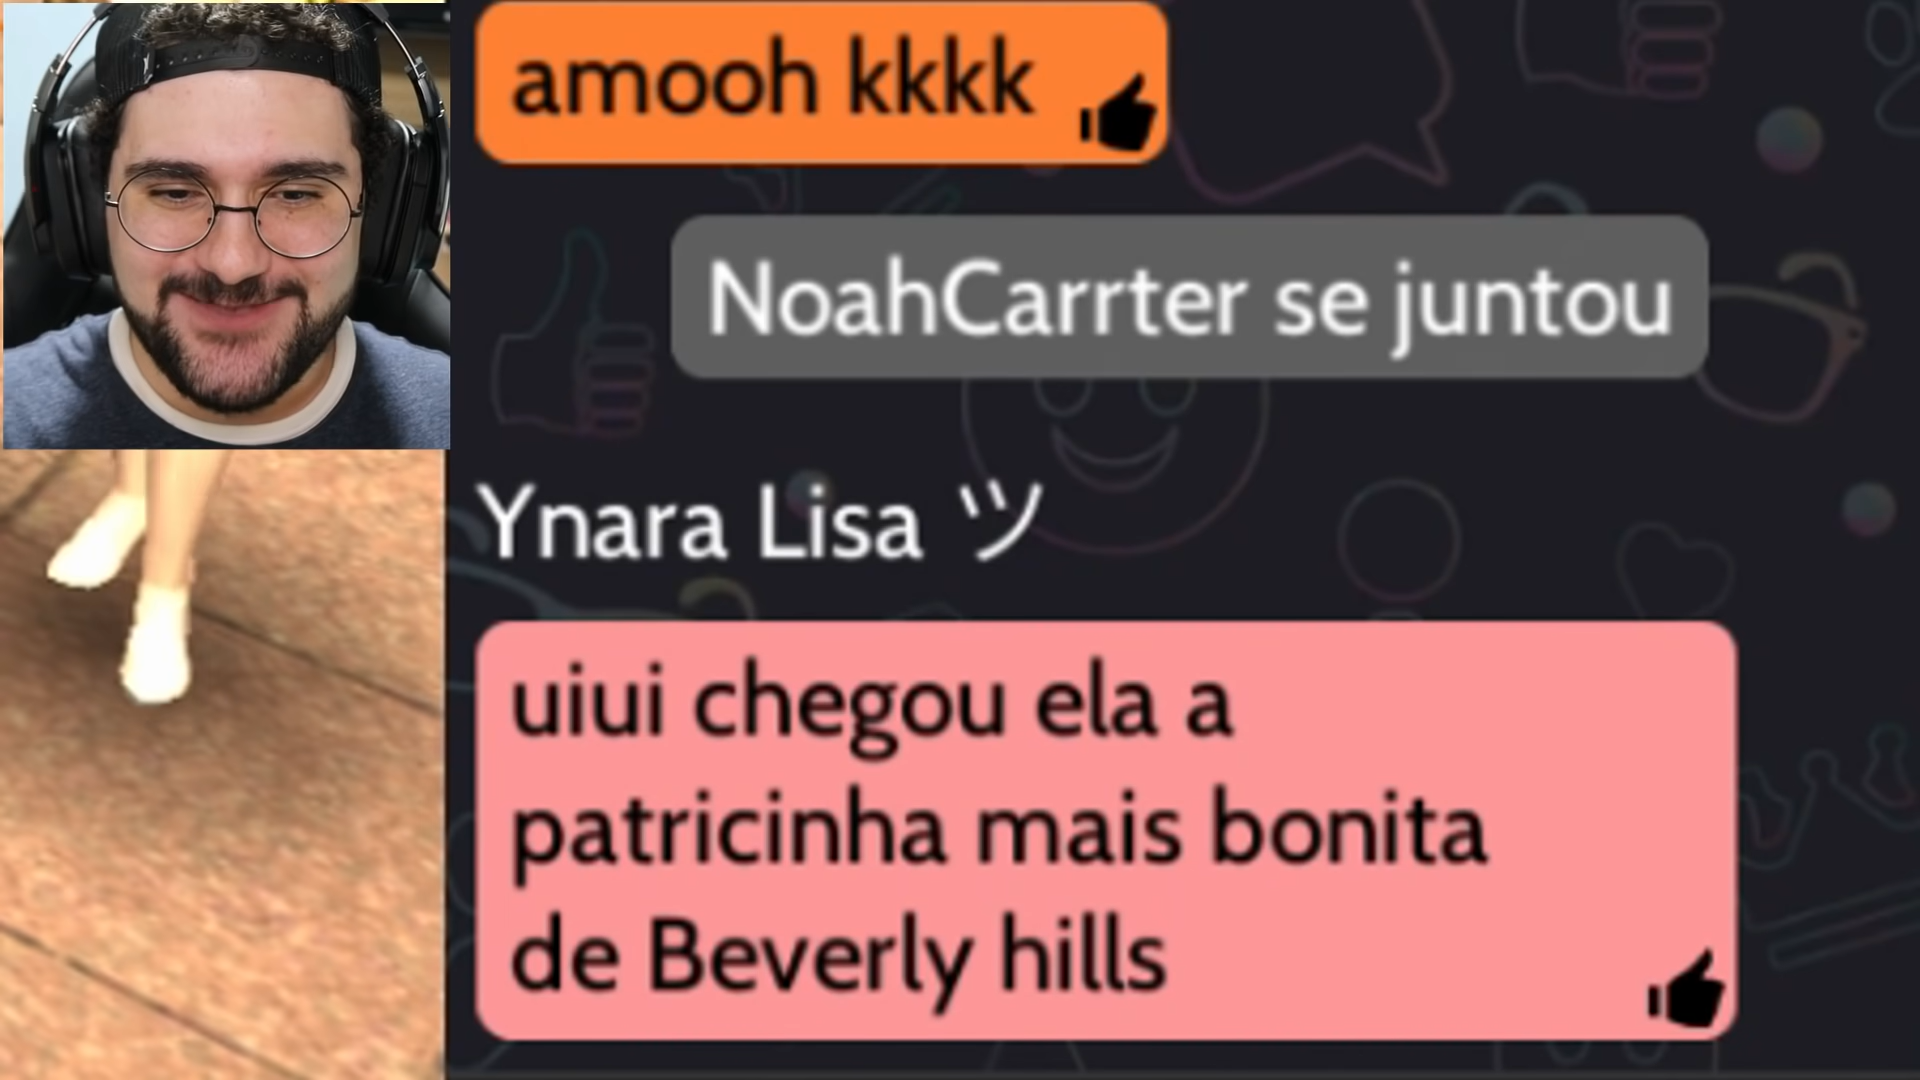 amooh kkkk
NoahCarrter se juntou
Ynara Lisa ツ
uiui chegou ela a
patricinha mais bonita
de Beverly hills